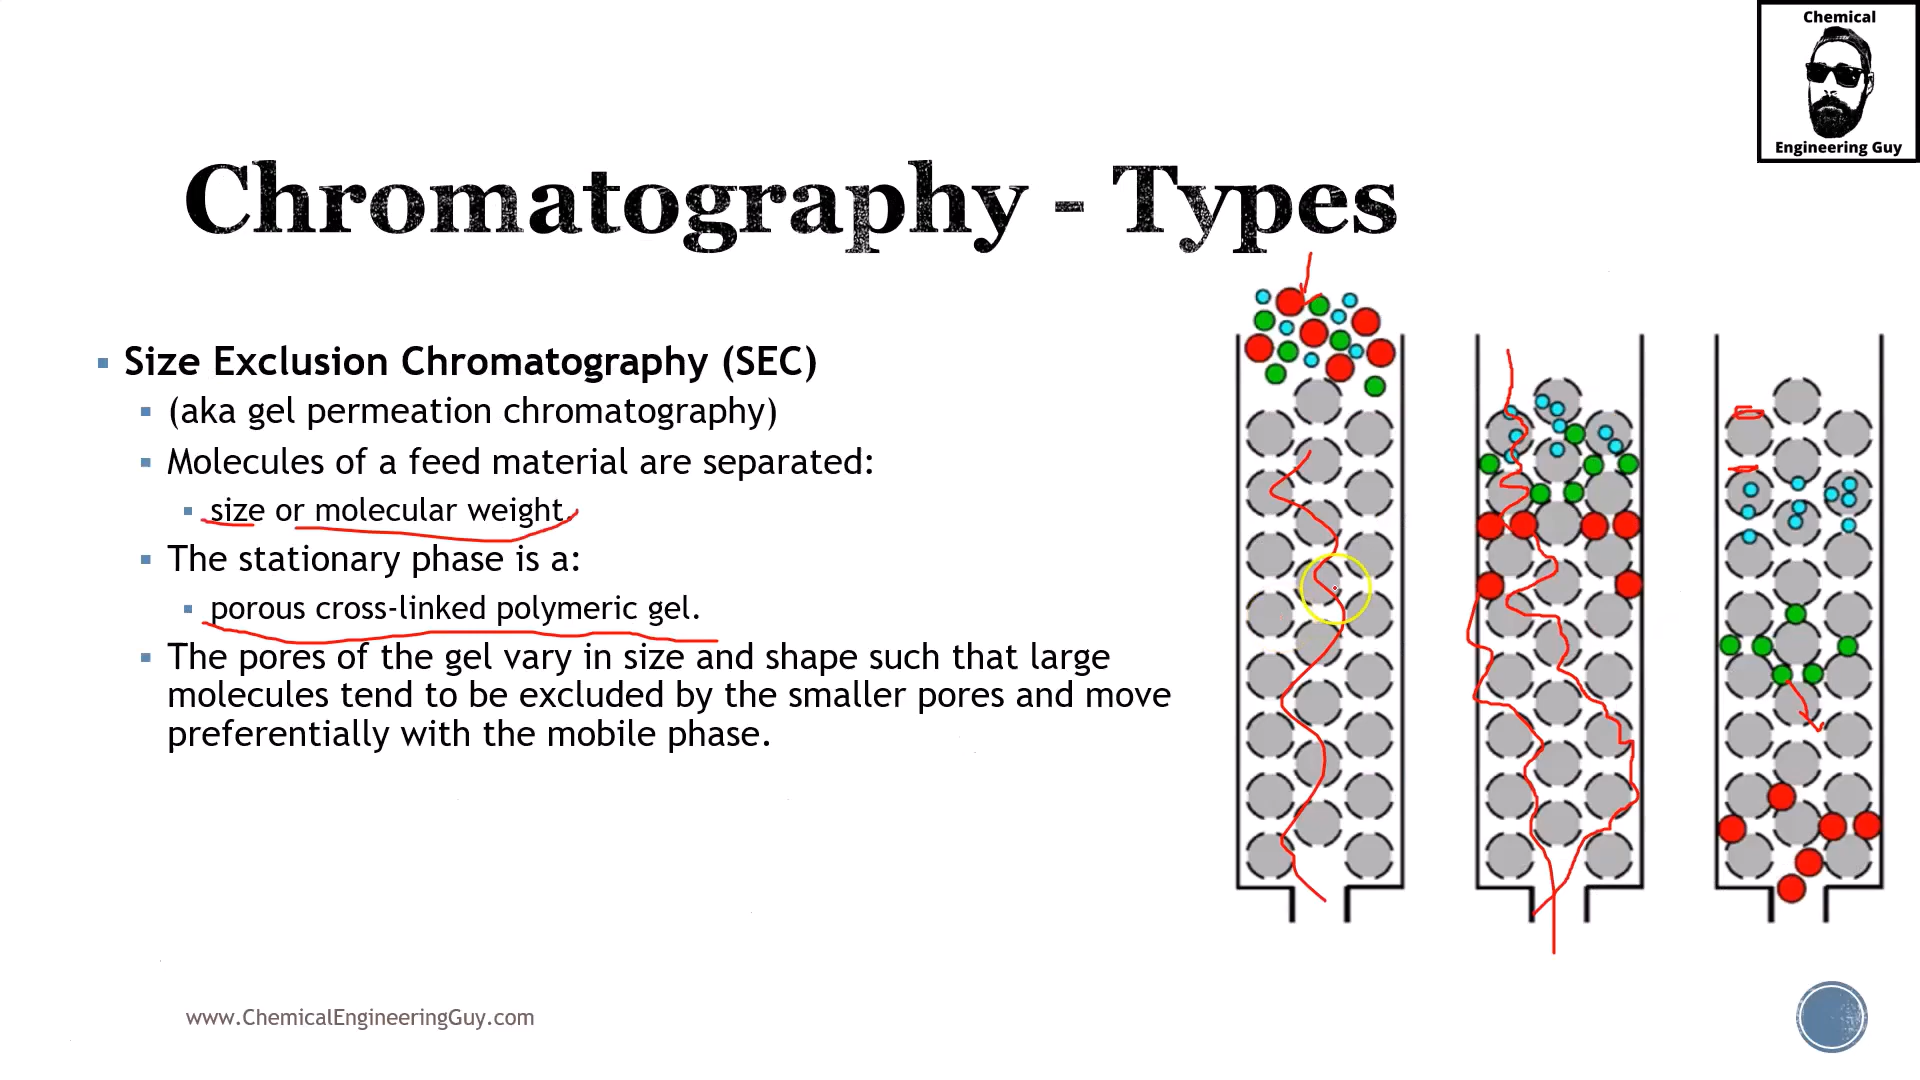 Chemical
Engineering Guy
Chromatography - Types
Size Exclusion Chromatography (SEC)
(aka gel permeation chromatography)
Molecules of a feed material are separated:
size or molecular weight.
The stationary phase is a:
porous cross-linked polymeric gel.
The pores of the gel vary in size and shape such that large
molecules tend to be excluded by the smaller pores and move
preferentially with the mobile phase.
www.ChemicalEngineeringGuy.com